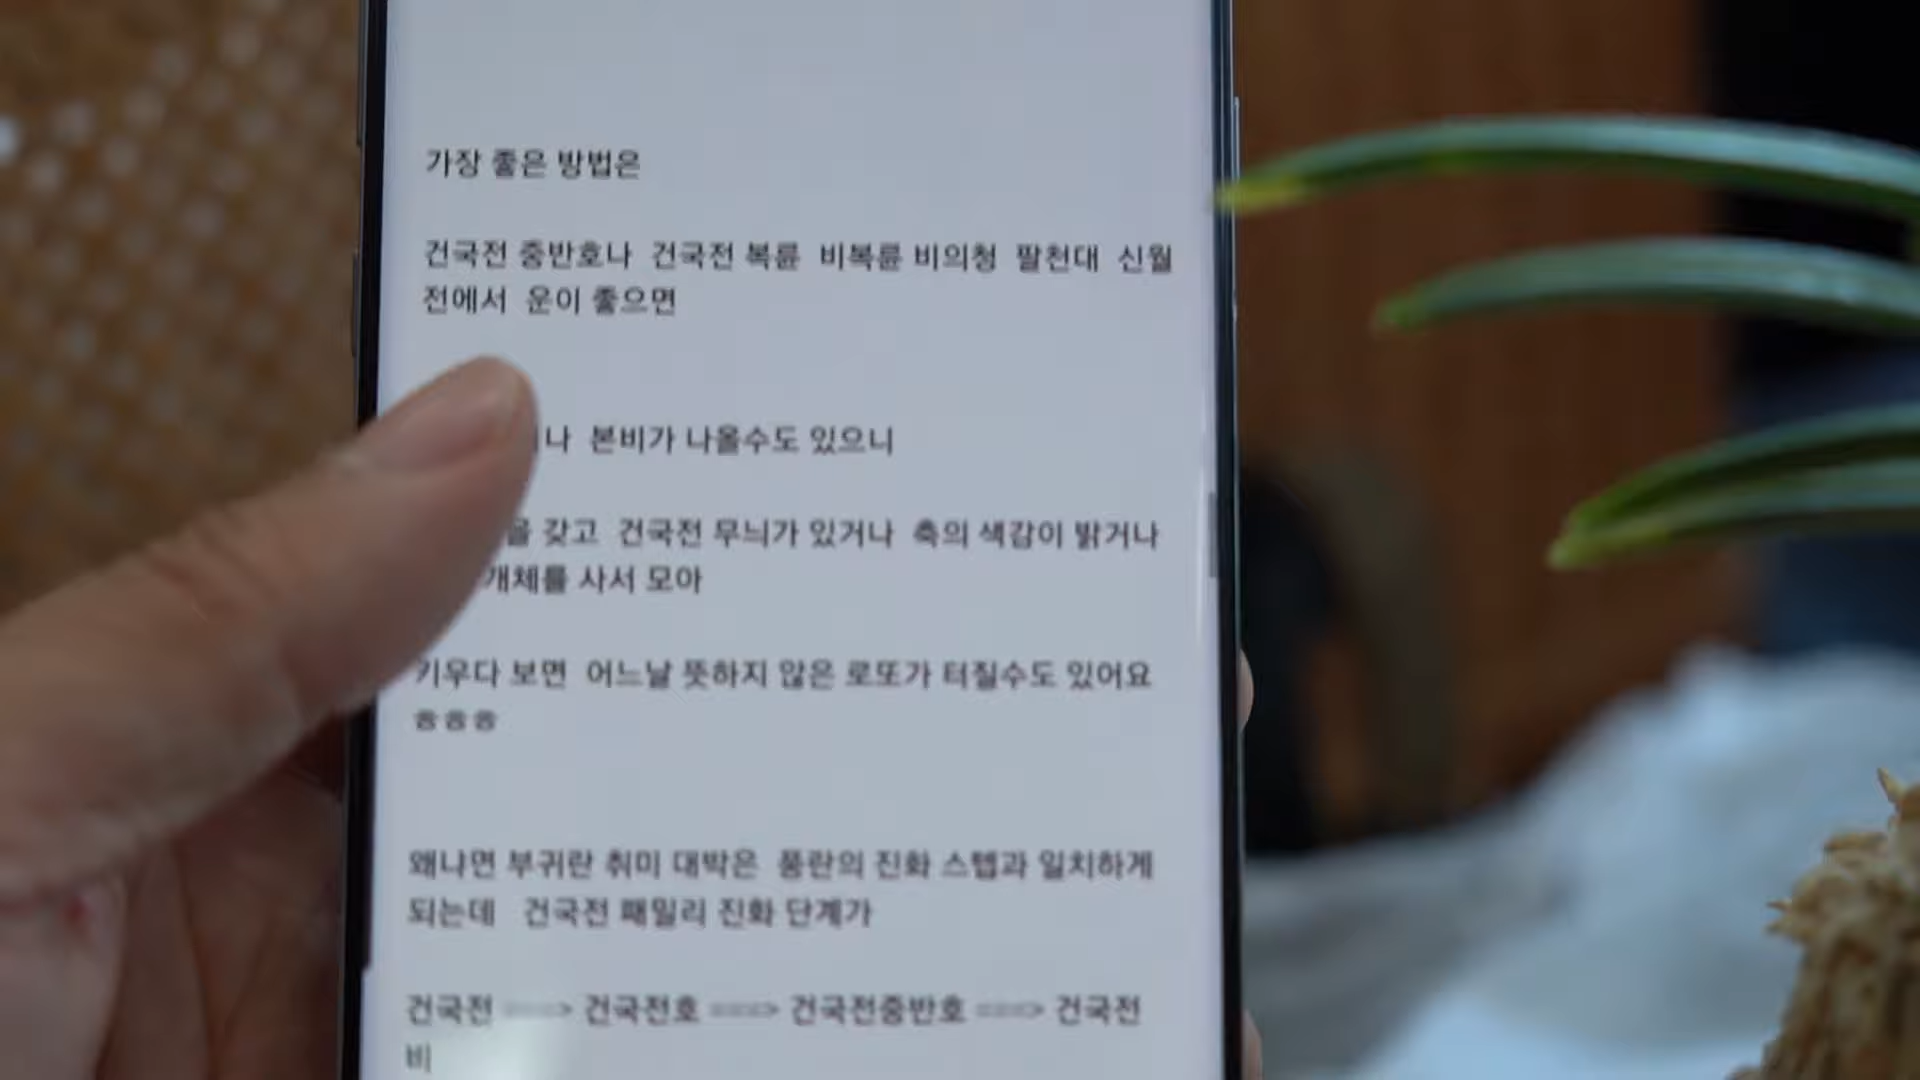 가장 좋은 방법은
건국전 중반호나 건국전 복륜 비복륜 비의청 팔천대 신월
전에서 운이 좋으면
본비가 나올수도 있으니
갖고 건국전 무늬가 있거나 축의 색감이 밝거나
개체를 사서 모아
키우다 보면 어느날 뜻하지 않은 로또가 터질수도 있어요
ㅎㅎㅎ
왜냐면 부귀란 취미 대박은 풍란의 진화 스텝과 일치하게
되는데 건국전 패밀리 진화 단계가
건국전 ===> 건국전호 ===> 건국전중반호 ===> 건국전
비